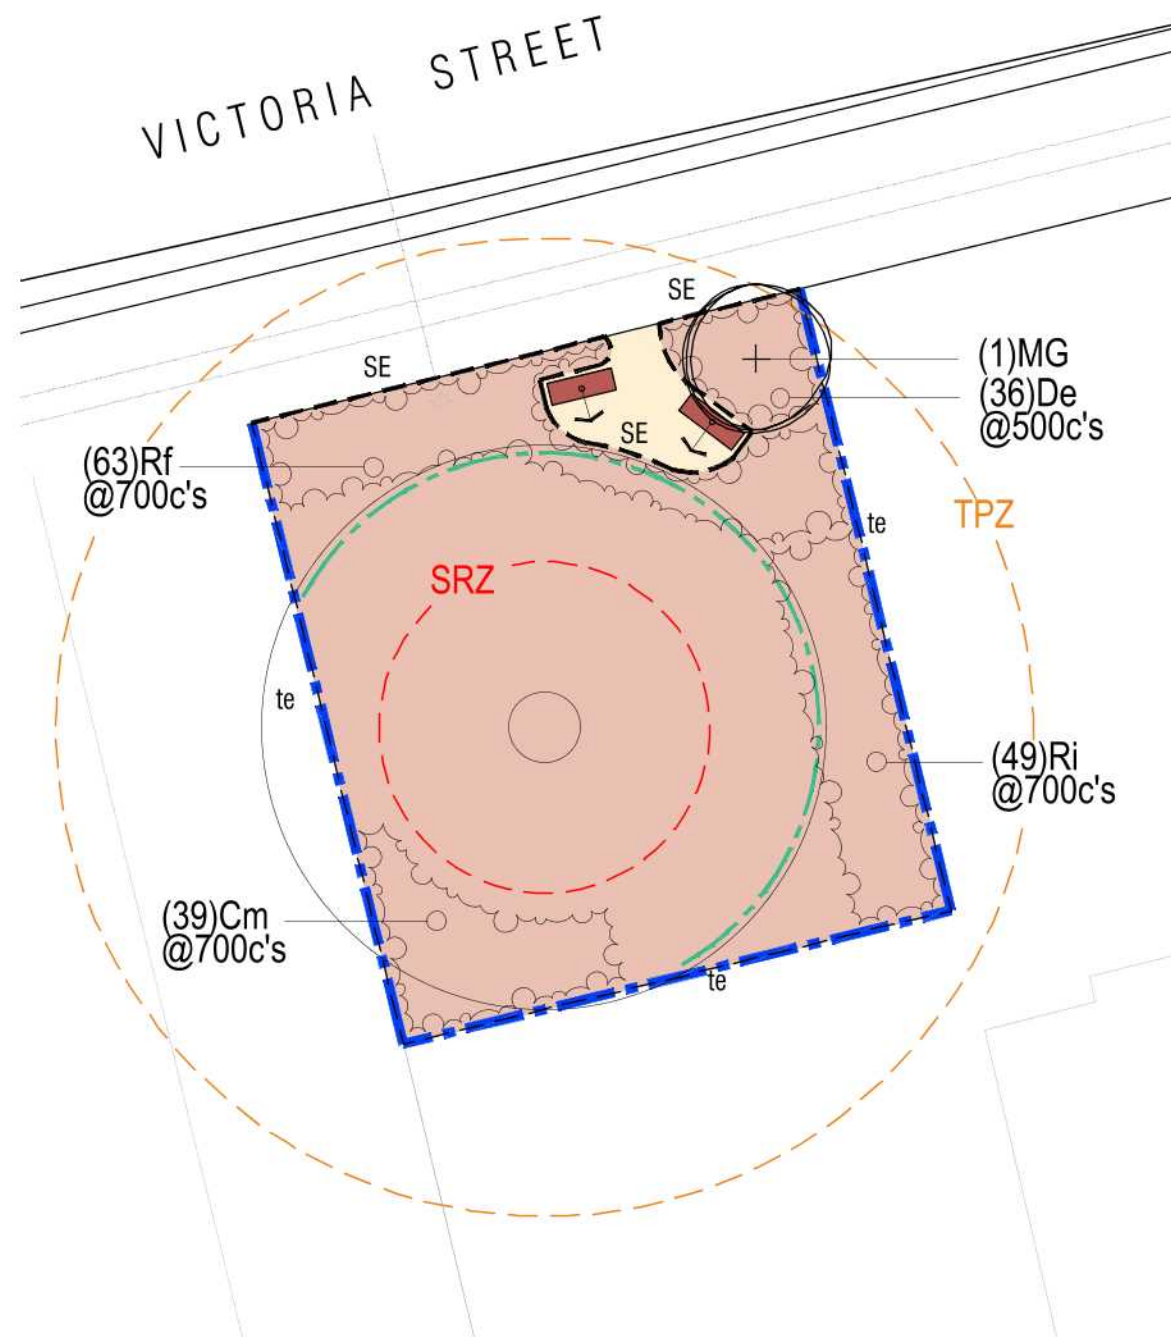 VICTORIA STREET
SE
SE
(1)MG
(36)De
@500c's
SE
(63)Rf
@700c's
te
TPZ
SRZ
te
(49)Ri
@700c's
(39)Cm
@700c's
te